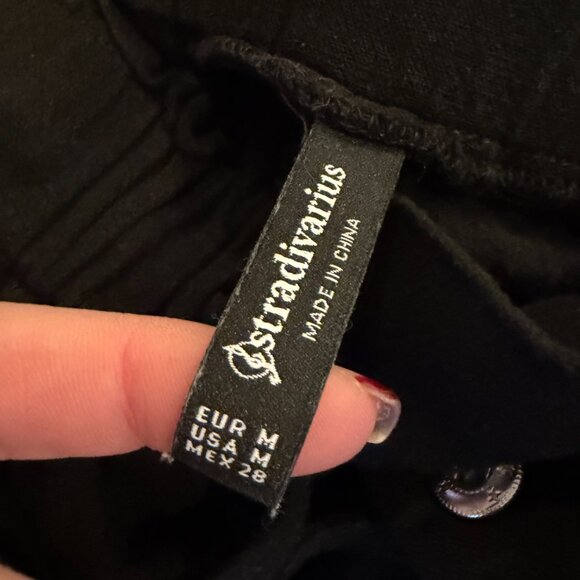 stradivarius
MADE IN CHINA
EUR M
USA M
MEX 28